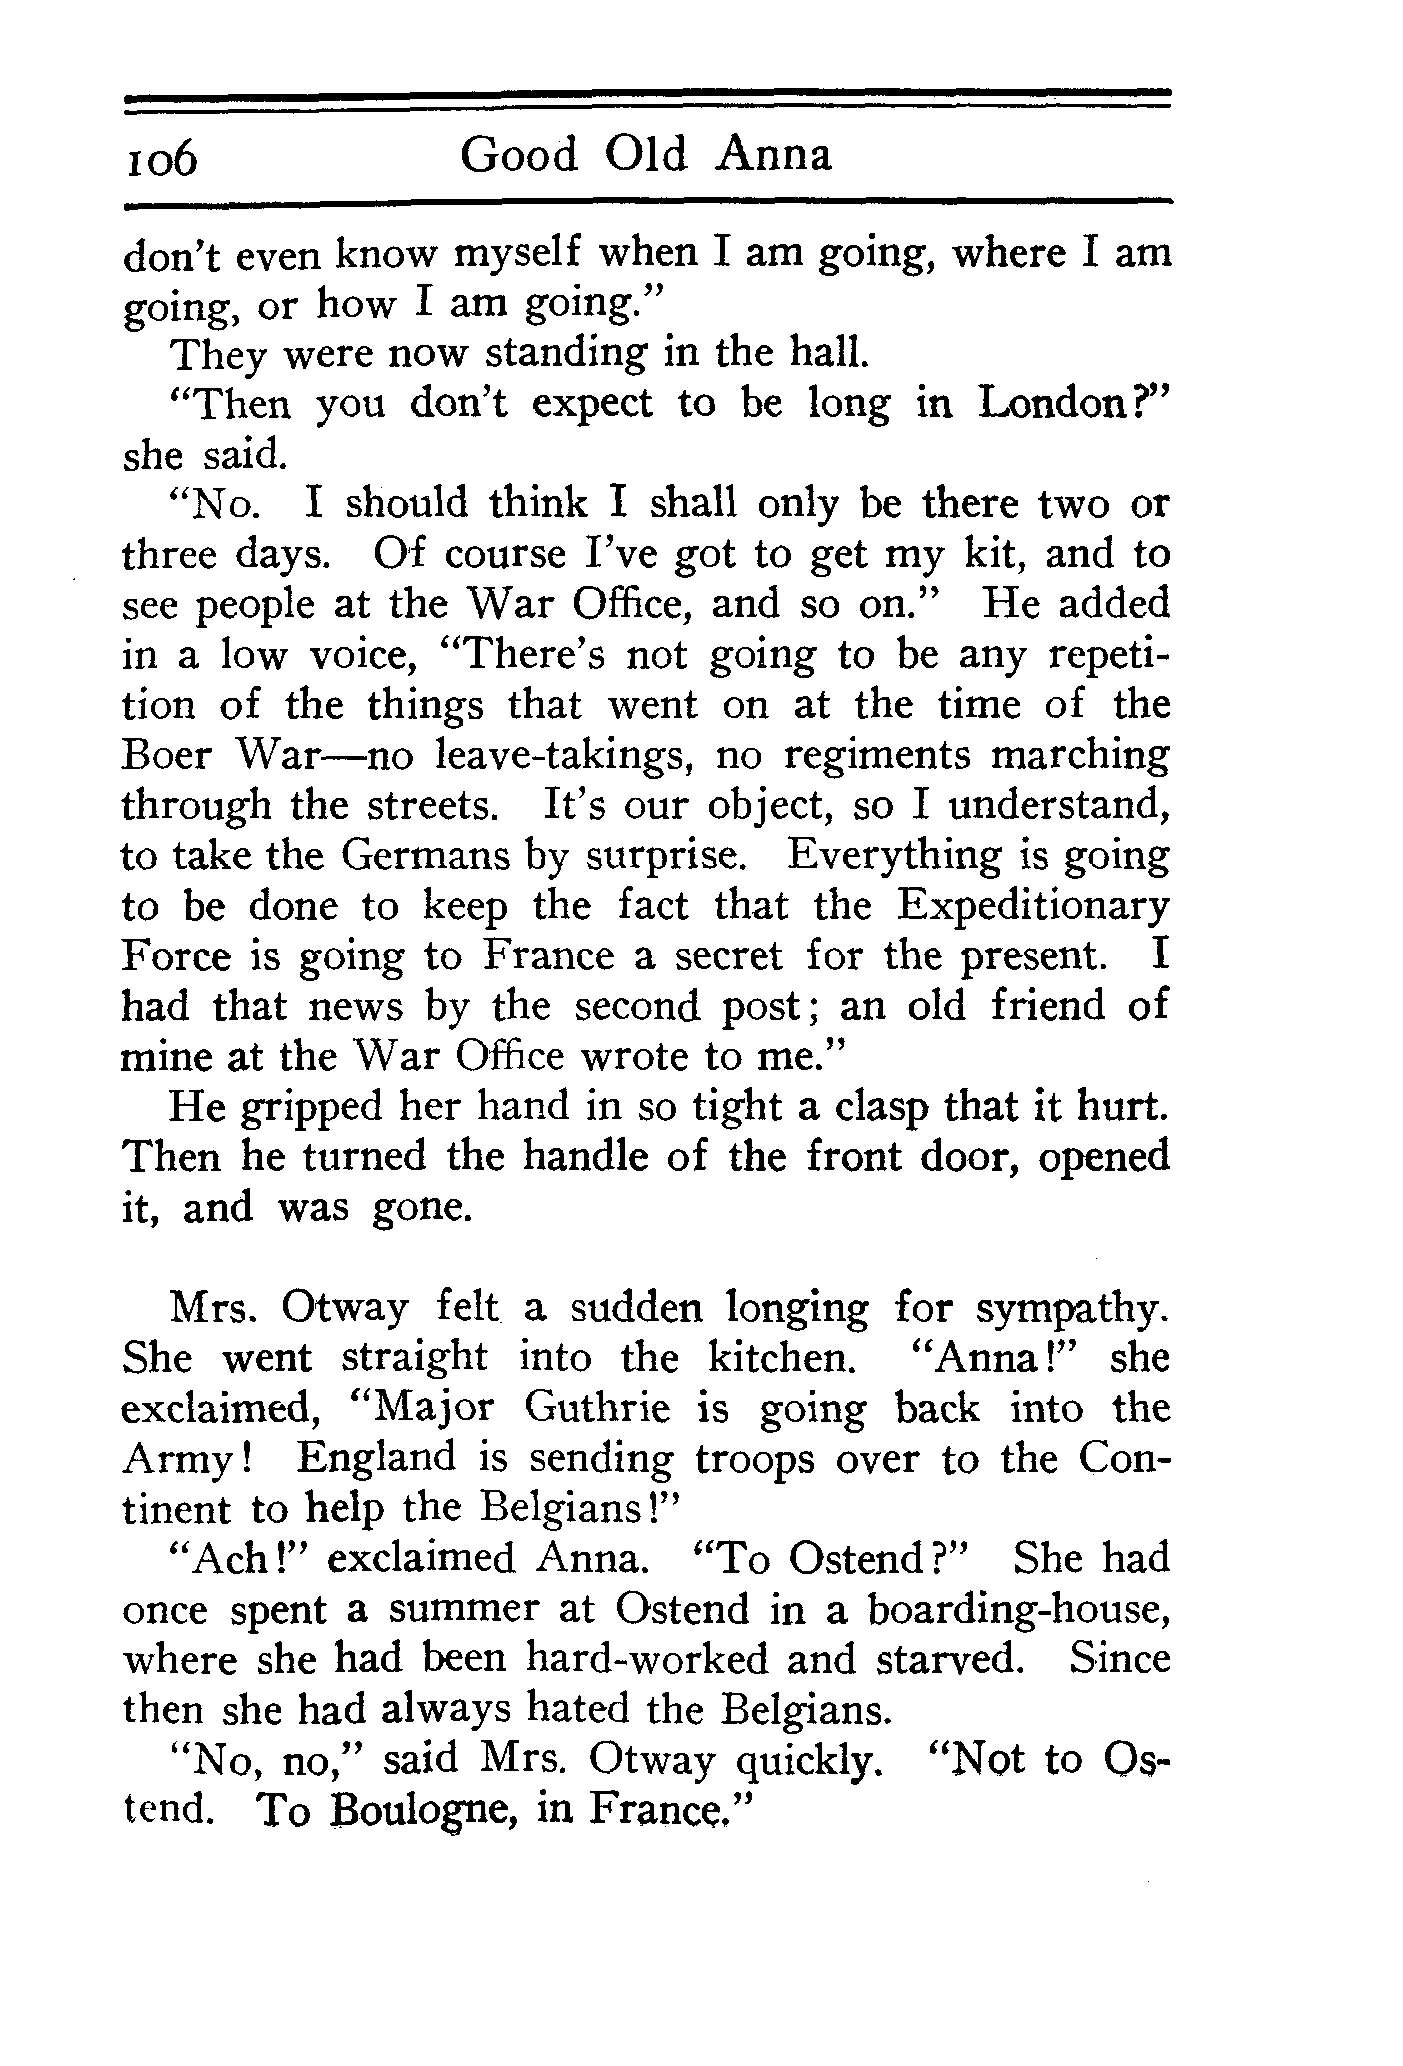 106 Good Old Anna
don't even know myself when I am going, where I am
going, or how I am going."
They were now standing in the hall.
"Then you don't expect to be long in London?"
she said.
"No. I should think I shall only be there two or
three days. Of course I've got to get my kit, and to
see people at the War Office, and so on." He added
in a low voice, "There's not going to be any repeti-
tion of the things that went on at the time of the
Boer War—no leave-takings, no regiments marching
through the streets. It's our object, so I understand,
to take the Germans by surprise. Everything is going
to be done to keep the fact that the Expeditionary
Force is going to France a secret for the present. I
had that news by the second post; an old friend of
mine at the War Office wrote to me."
He gripped her hand in so tight a clasp that it hurt.
Then he turned the handle of the front door, opened
it, and was gone.
Mrs. Otway felt a sudden longing for sympathy.
She went straight into the kitchen. "Anna!" she
exclaimed, "Major Guthrie is going back into the
Army! England is sending troops over to the Con-
tinent to help the Belgians!"
"Ach!" exclaimed Anna. "To Ostend?" She had
once spent a summer at Ostend in a boarding-house,
where she had been hard-worked and starved. Since
then she had always hated the Belgians.
"No, no," said Mrs. Otway quickly. "Not to Os-
tend. To Boulogne, in France."